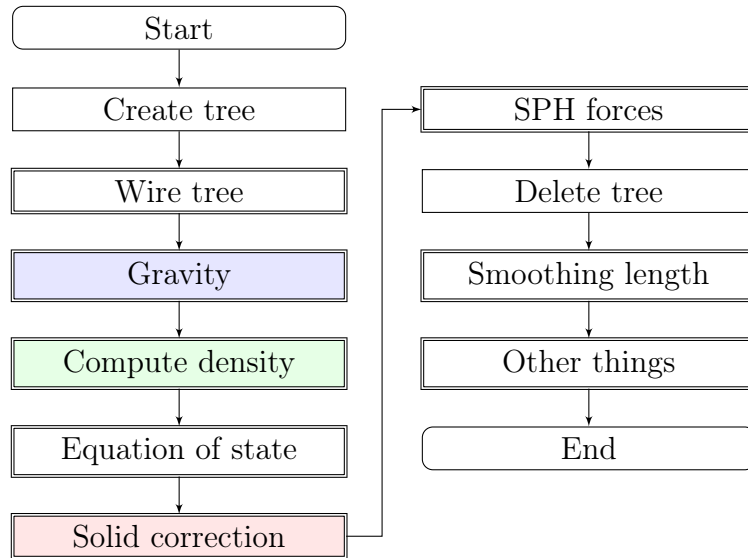 Start
Create tree
Wire tree
Gravity
Compute density
Equation of state
Solid correction
SPH forces
Delete tree
Smoothing length
Other things
End